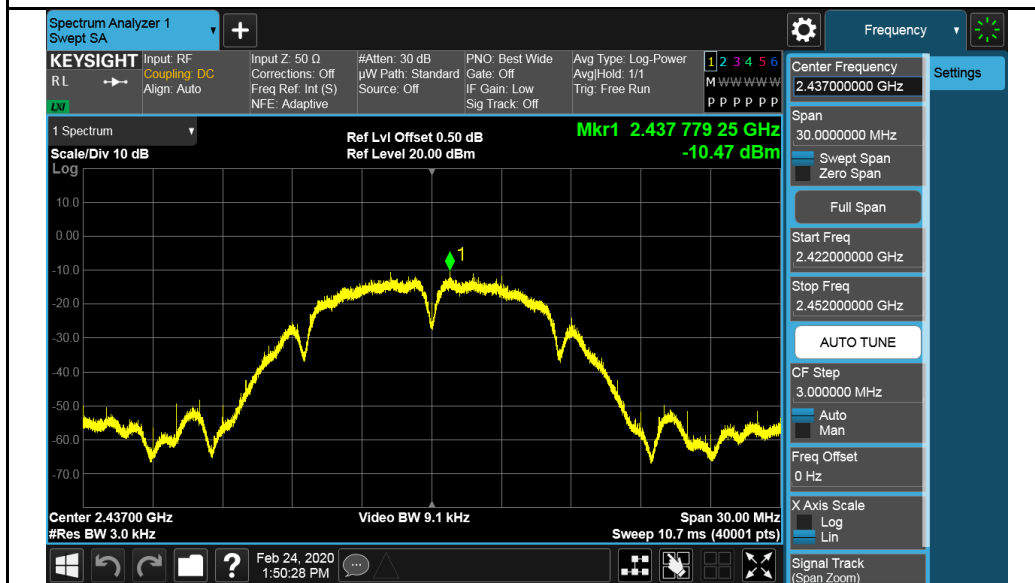 Spectrum Analyzer 1
Swept SA
Frequency
KEYSIGHT
R L
LXI
Input: RF
Coupling: DC
Align: Auto
Input Z: 50 Ω
Corrections: Off
Freq Ref: Int (S)
NFE: Adaptive
#Atten: 30 dB
µW Path: Standard
Source: Off
PNO: Best Wide
Gate: Off
IF Gain: Low
Sig Track: Off
Avg Type: Log-Power
Avg|Hold: 1/1
Trig: Free Run
1 2 3 4 5 6
M W W W W W
P P P P P P
1 Spectrum
Scale/Div 10 dB
Log
Ref Lvl Offset 0.50 dB
Ref Level 20.00 dBm
Mkr1 2.437 779 25 GHz
-10.47 dBm
1
10.0
0.00
-10.0
-20.0
-30.0
-40.0
-50.0
-60.0
-70.0
Center 2.43700 GHz
#Res BW 3.0 kHz
Video BW 9.1 kHz
Span 30.00 MHz
Sweep 10.7 ms (40001 pts)
Feb 24, 2020
1:50:28 PM
Center Frequency
2.437000000 GHz
Span
30.0000000 MHz
Swept Span
Zero Span
Full Span
Start Freq
2.422000000 GHz
Stop Freq
2.452000000 GHz
AUTO TUNE
CF Step
3.000000 MHz
Auto
Man
Freq Offset
0 Hz
X Axis Scale
Log
Lin
Signal Track
(Span Zoom)
Settings